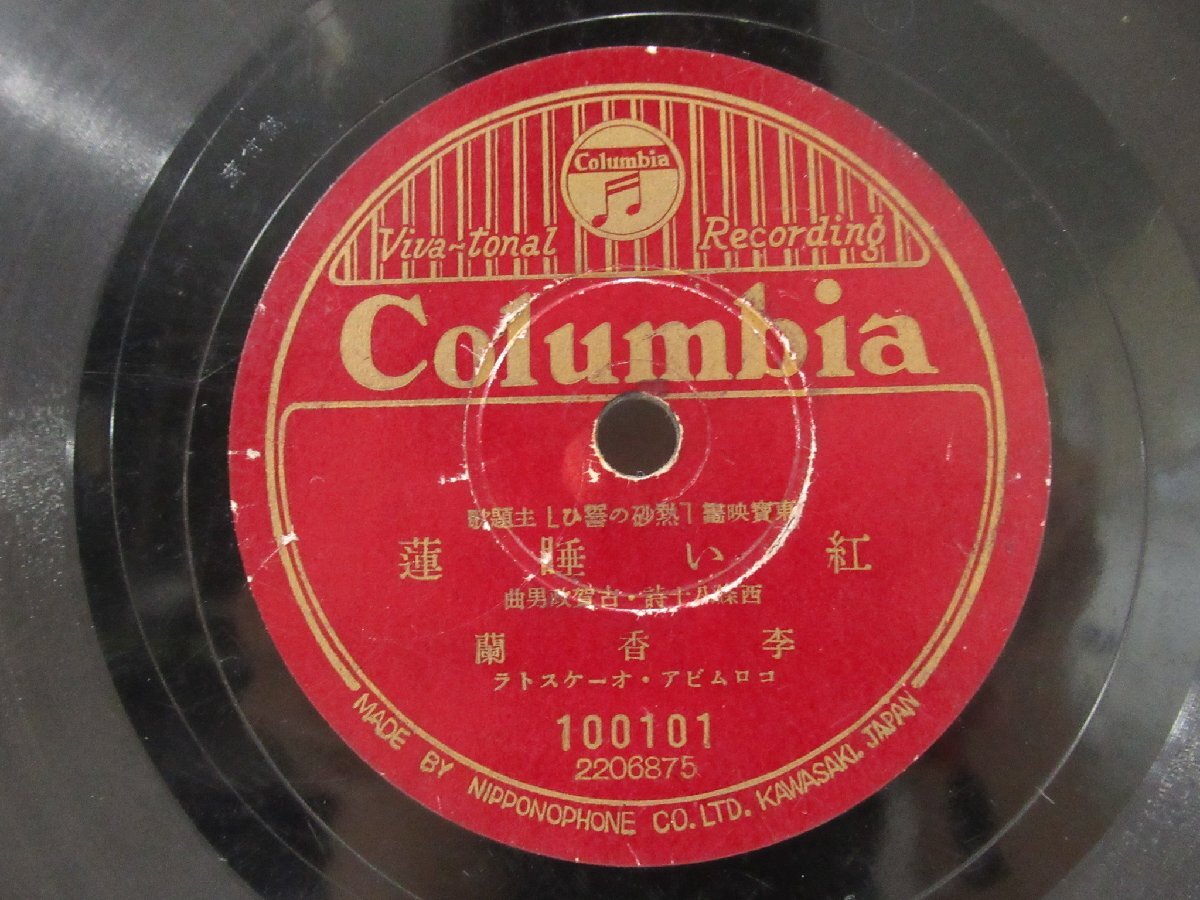 Columbia
Viva-tonal Recording
Columbia
東寶映畫「熱砂の誓ひ」主題歌
紅い睡蓮
西條八十詩・古賀政男曲
李香蘭
コロムビア・オーケストラ
100101
2206875
MADE BY NIPPONOPHONE CO. LTD. KAWASAKI, JAPAN